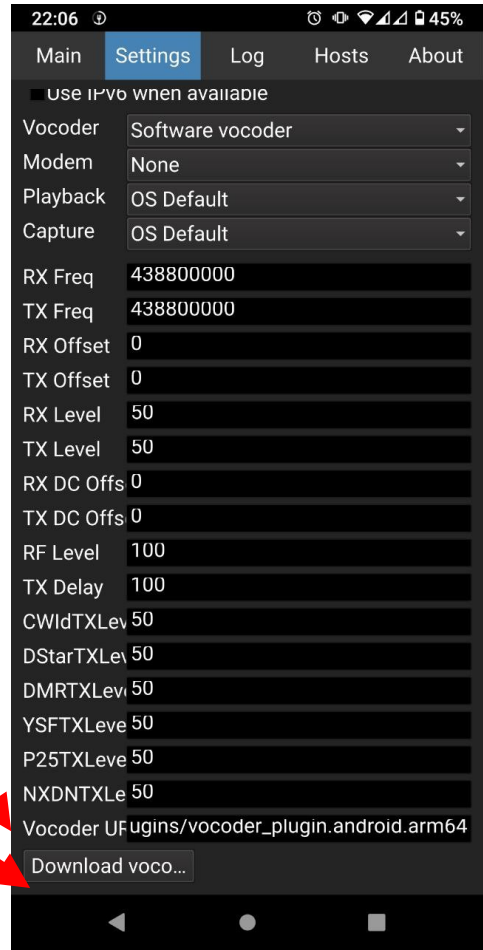 22:06 45%
Main Settings Log Hosts About
Use IPv6 when available
Vocoder Software vocoder
Modem None
Playback OS Default
Capture OS Default
RX Freq 438800000
TX Freq 438800000
RX Offset 0
TX Offset 0
RX Level 50
TX Level 50
RX DC Offs 0
TX DC Offs 0
RF Level 100
TX Delay 100
CWIdTXLev 50
DStarTXLev 50
DMRTXLeve 50
YSFTXLeve 50
P25TXLeve 50
NXDNTXLe 50
Vocoder UR ugins/vocoder_plugin.android.arm64
Download voco...